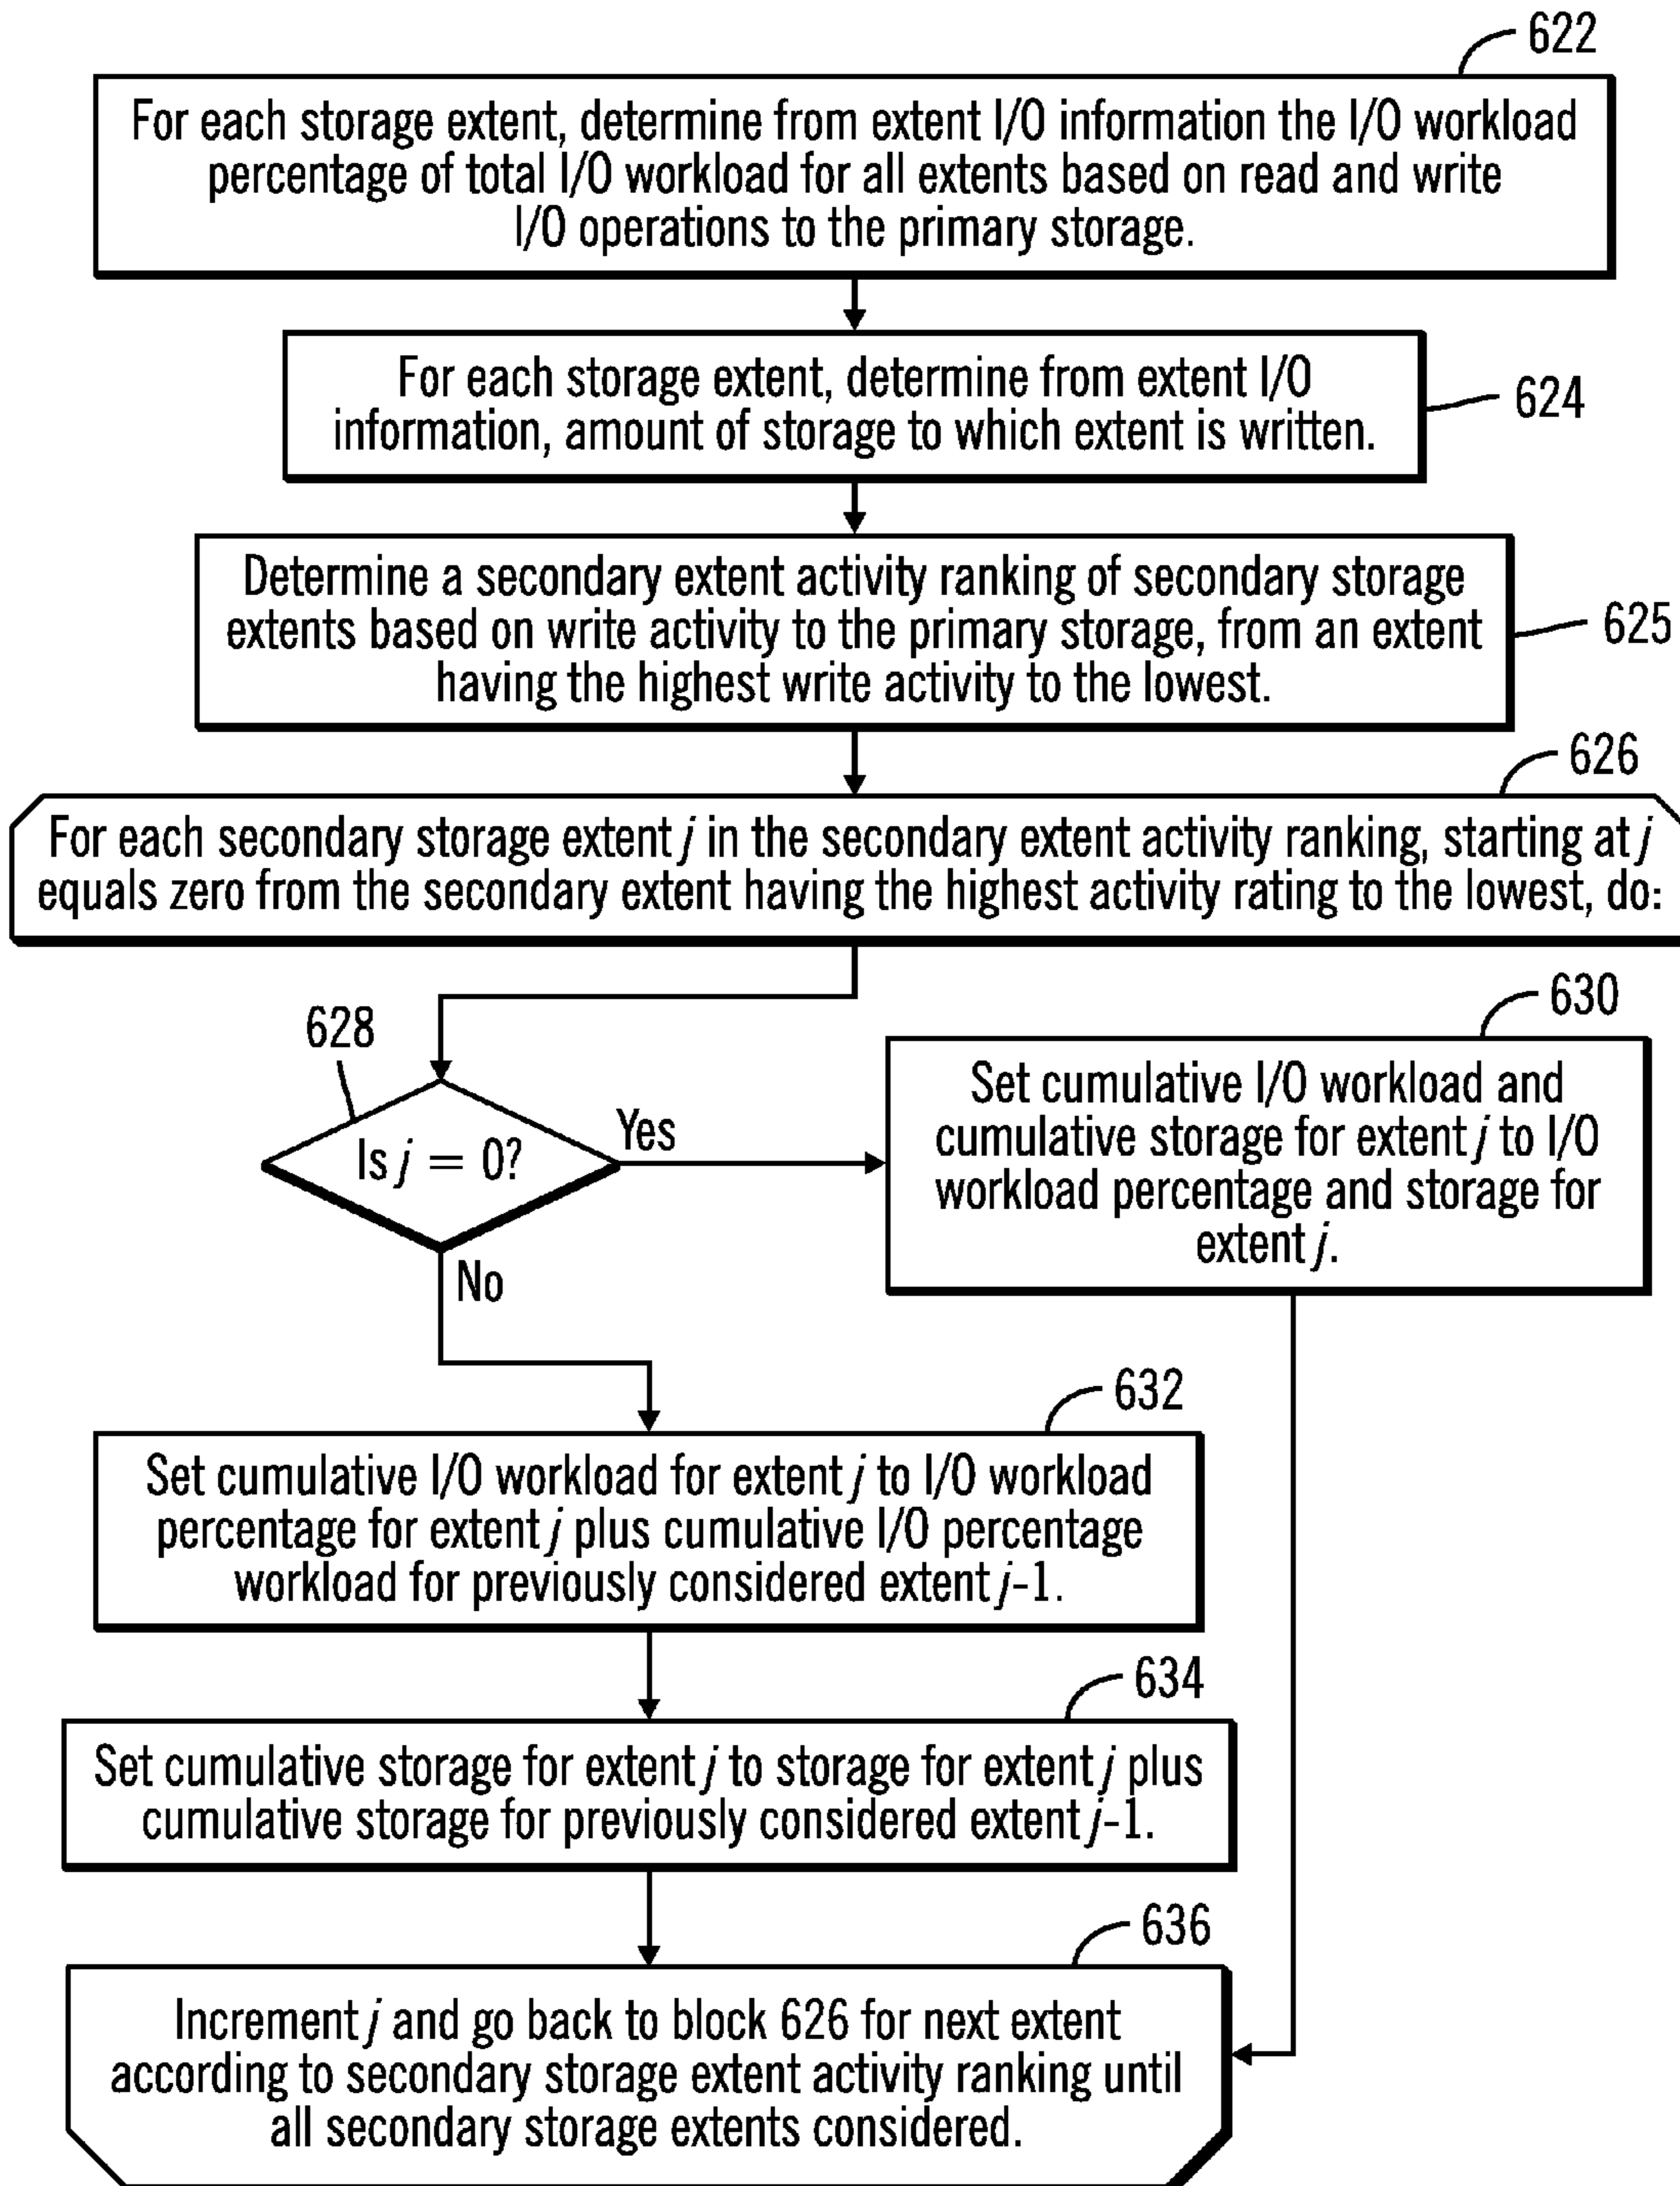 622
For each storage extent, determine from extent I/O information the I/O workload
percentage of total I/O workload for all extents based on read and write
I/O operations to the primary storage.
For each storage extent, determine from extent I/O
information, amount of storage to which extent is written.
624
Determine a secondary extent activity ranking of secondary storage
extents based on write activity to the primary storage, from an extent
having the highest write activity to the lowest.
625
626
For each secondary storage extent j in the secondary extent activity ranking, starting at j
equals zero from the secondary extent having the highest activity rating to the lowest, do:
628
Is j = 0?
Yes
No
630
Set cumulative I/O workload and
cumulative storage for extent j to I/O
workload percentage and storage for
extent j.
632
Set cumulative I/O workload for extent j to I/O workload
percentage for extent j plus cumulative I/O percentage
workload for previously considered extent j-1.
634
Set cumulative storage for extent j to storage for extent j plus
cumulative storage for previously considered extent j-1.
636
Increment j and go back to block 626 for next extent
according to secondary storage extent activity ranking until
all secondary storage extents considered.